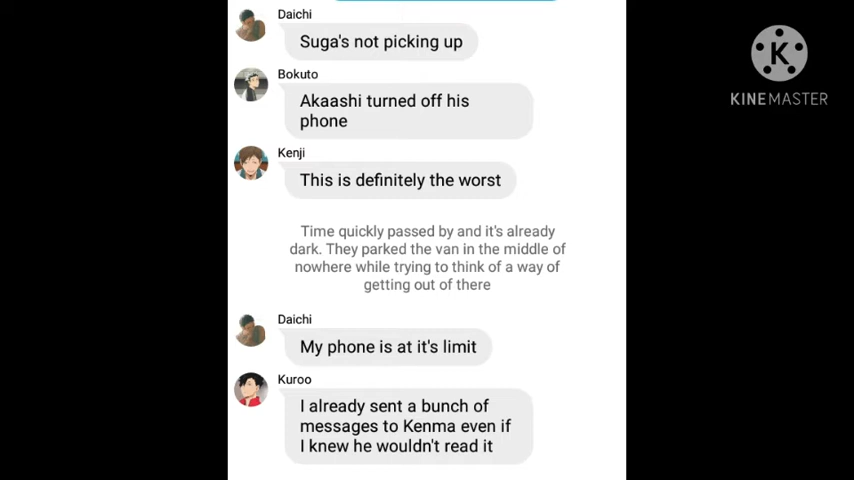 Daichi
Suga's not picking up
Bokuto
Akaashi turned off his
phone
Kenji
This is definitely the worst
Time quickly passed by and it's already
dark. They parked the van in the middle of
nowhere while trying to think of a way of
getting out of there
Daichi
My phone is at it's limit
Kuroo
I already sent a bunch of
messages to Kenma even if
I knew he wouldn't read it
K
KINEMASTER